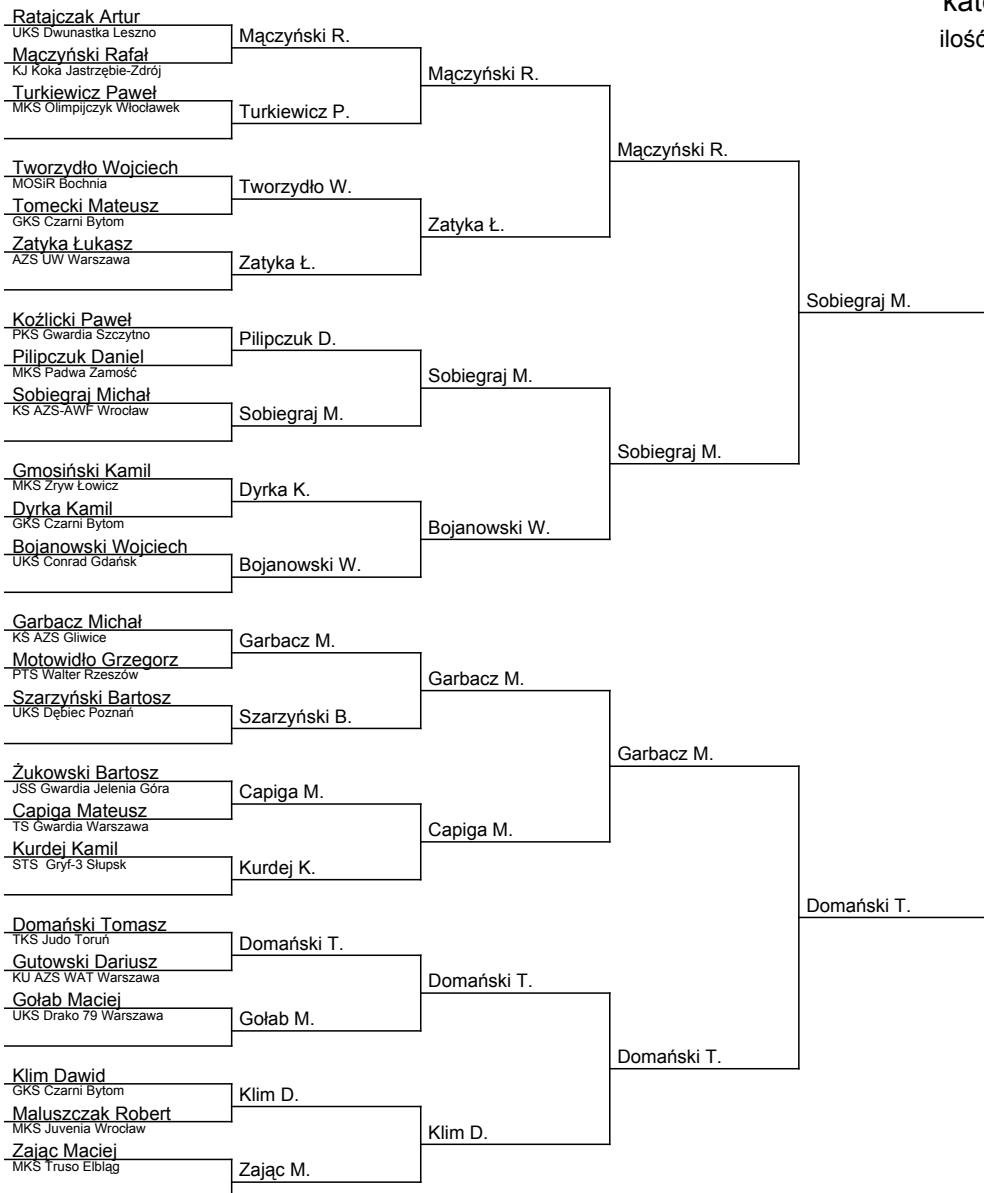 kate
ilość
Ratajczak Artur
UKS Dwunastka Leszno
Mączyński Rafał
KJ Koka Jastrzębie-Zdrój
Turkiewicz Paweł
MKS Olimpijczyk Włocławek
Tworzydło Wojciech
MOSiR Bochnia
Tomecki Mateusz
GKS Czarni Bytom
Zatyka Łukasz
AZS UW Warszawa
Koźlicki Paweł
PKS Gwardia Szczytno
Pilipczuk Daniel
MKS Padwa Zamość
Sobiegraj Michał
KS AZS-AWF Wrocław
Gmosiński Kamil
MKS Zryw Łowicz
Dyrka Kamil
GKS Czarni Bytom
Bojanowski Wojciech
UKS Conrad Gdańsk
Garbacz Michał
KS AZS Gliwice
Motowidło Grzegorz
PTS Walter Rzeszów
Szarzyński Bartosz
UKS Dębiec Poznań
Żukowski Bartosz
JSS Gwardia Jelenia Góra
Capiga Mateusz
TS Gwardia Warszawa
Kurdej Kamil
STS Gryf-3 Słupsk
Domański Tomasz
TKS Judo Toruń
Gutowski Dariusz
KU AZS WAT Warszawa
Gołab Maciej
UKS Drako 79 Warszawa
Klim Dawid
GKS Czarni Bytom
Maluszczak Robert
MKS Juvenia Wrocław
Zając Maciej
MKS Truso Elbląg
Mączyński R.
Turkiewicz P.
Tworzydło W.
Zatyka Ł.
Pilipczuk D.
Sobiegraj M.
Dyrka K.
Bojanowski W.
Garbacz M.
Szarzyński B.
Capiga M.
Kurdej K.
Domański T.
Gołab M.
Klim D.
Zając M.
Mączyński R.
Zatyka Ł.
Sobiegraj M.
Bojanowski W.
Garbacz M.
Capiga M.
Domański T.
Klim D.
Mączyński R.
Sobiegraj M.
Garbacz M.
Domański T.
Sobiegraj M.
Domański T.